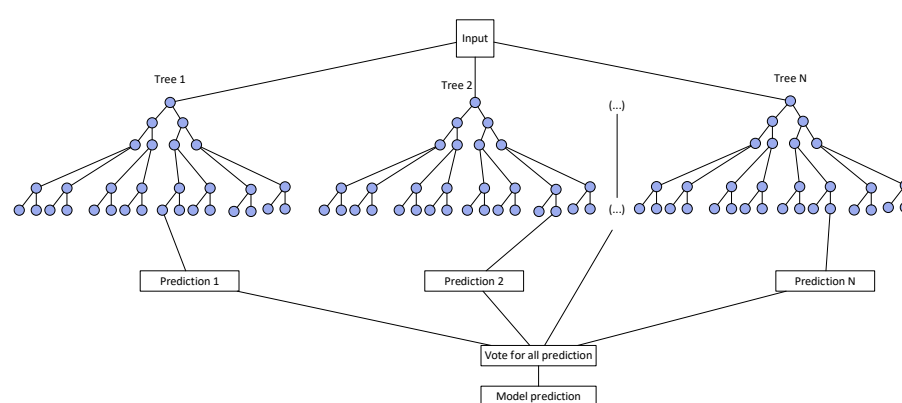 Input
Tree 1
Tree 2
Tree N
(...)
(...)
Prediction 1
Prediction 2
Prediction N
Vote for all prediction
Model prediction